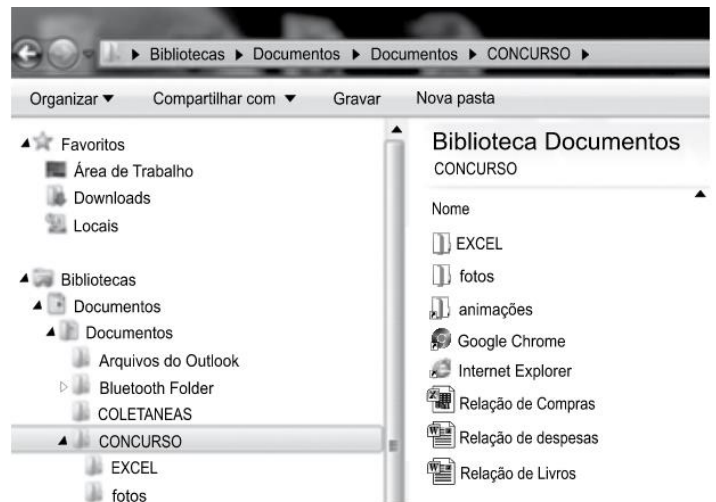 Bibliotecas ▸ Documentos ▸ Documentos ▸ CONCURSO ▸
Organizar ▼ Compartilhar com ▼ Gravar Nova pasta
Favoritos
Área de Trabalho
Downloads
Locais
Bibliotecas
Documentos
Documentos
Arquivos do Outlook
Bluetooth Folder
COLETANEAS
CONCURSO
EXCEL
fotos
Biblioteca Documentos
CONCURSO
Nome
EXCEL
fotos
animações
Google Chrome
Internet Explorer
Relação de Compras
Relação de despesas
Relação de Livros